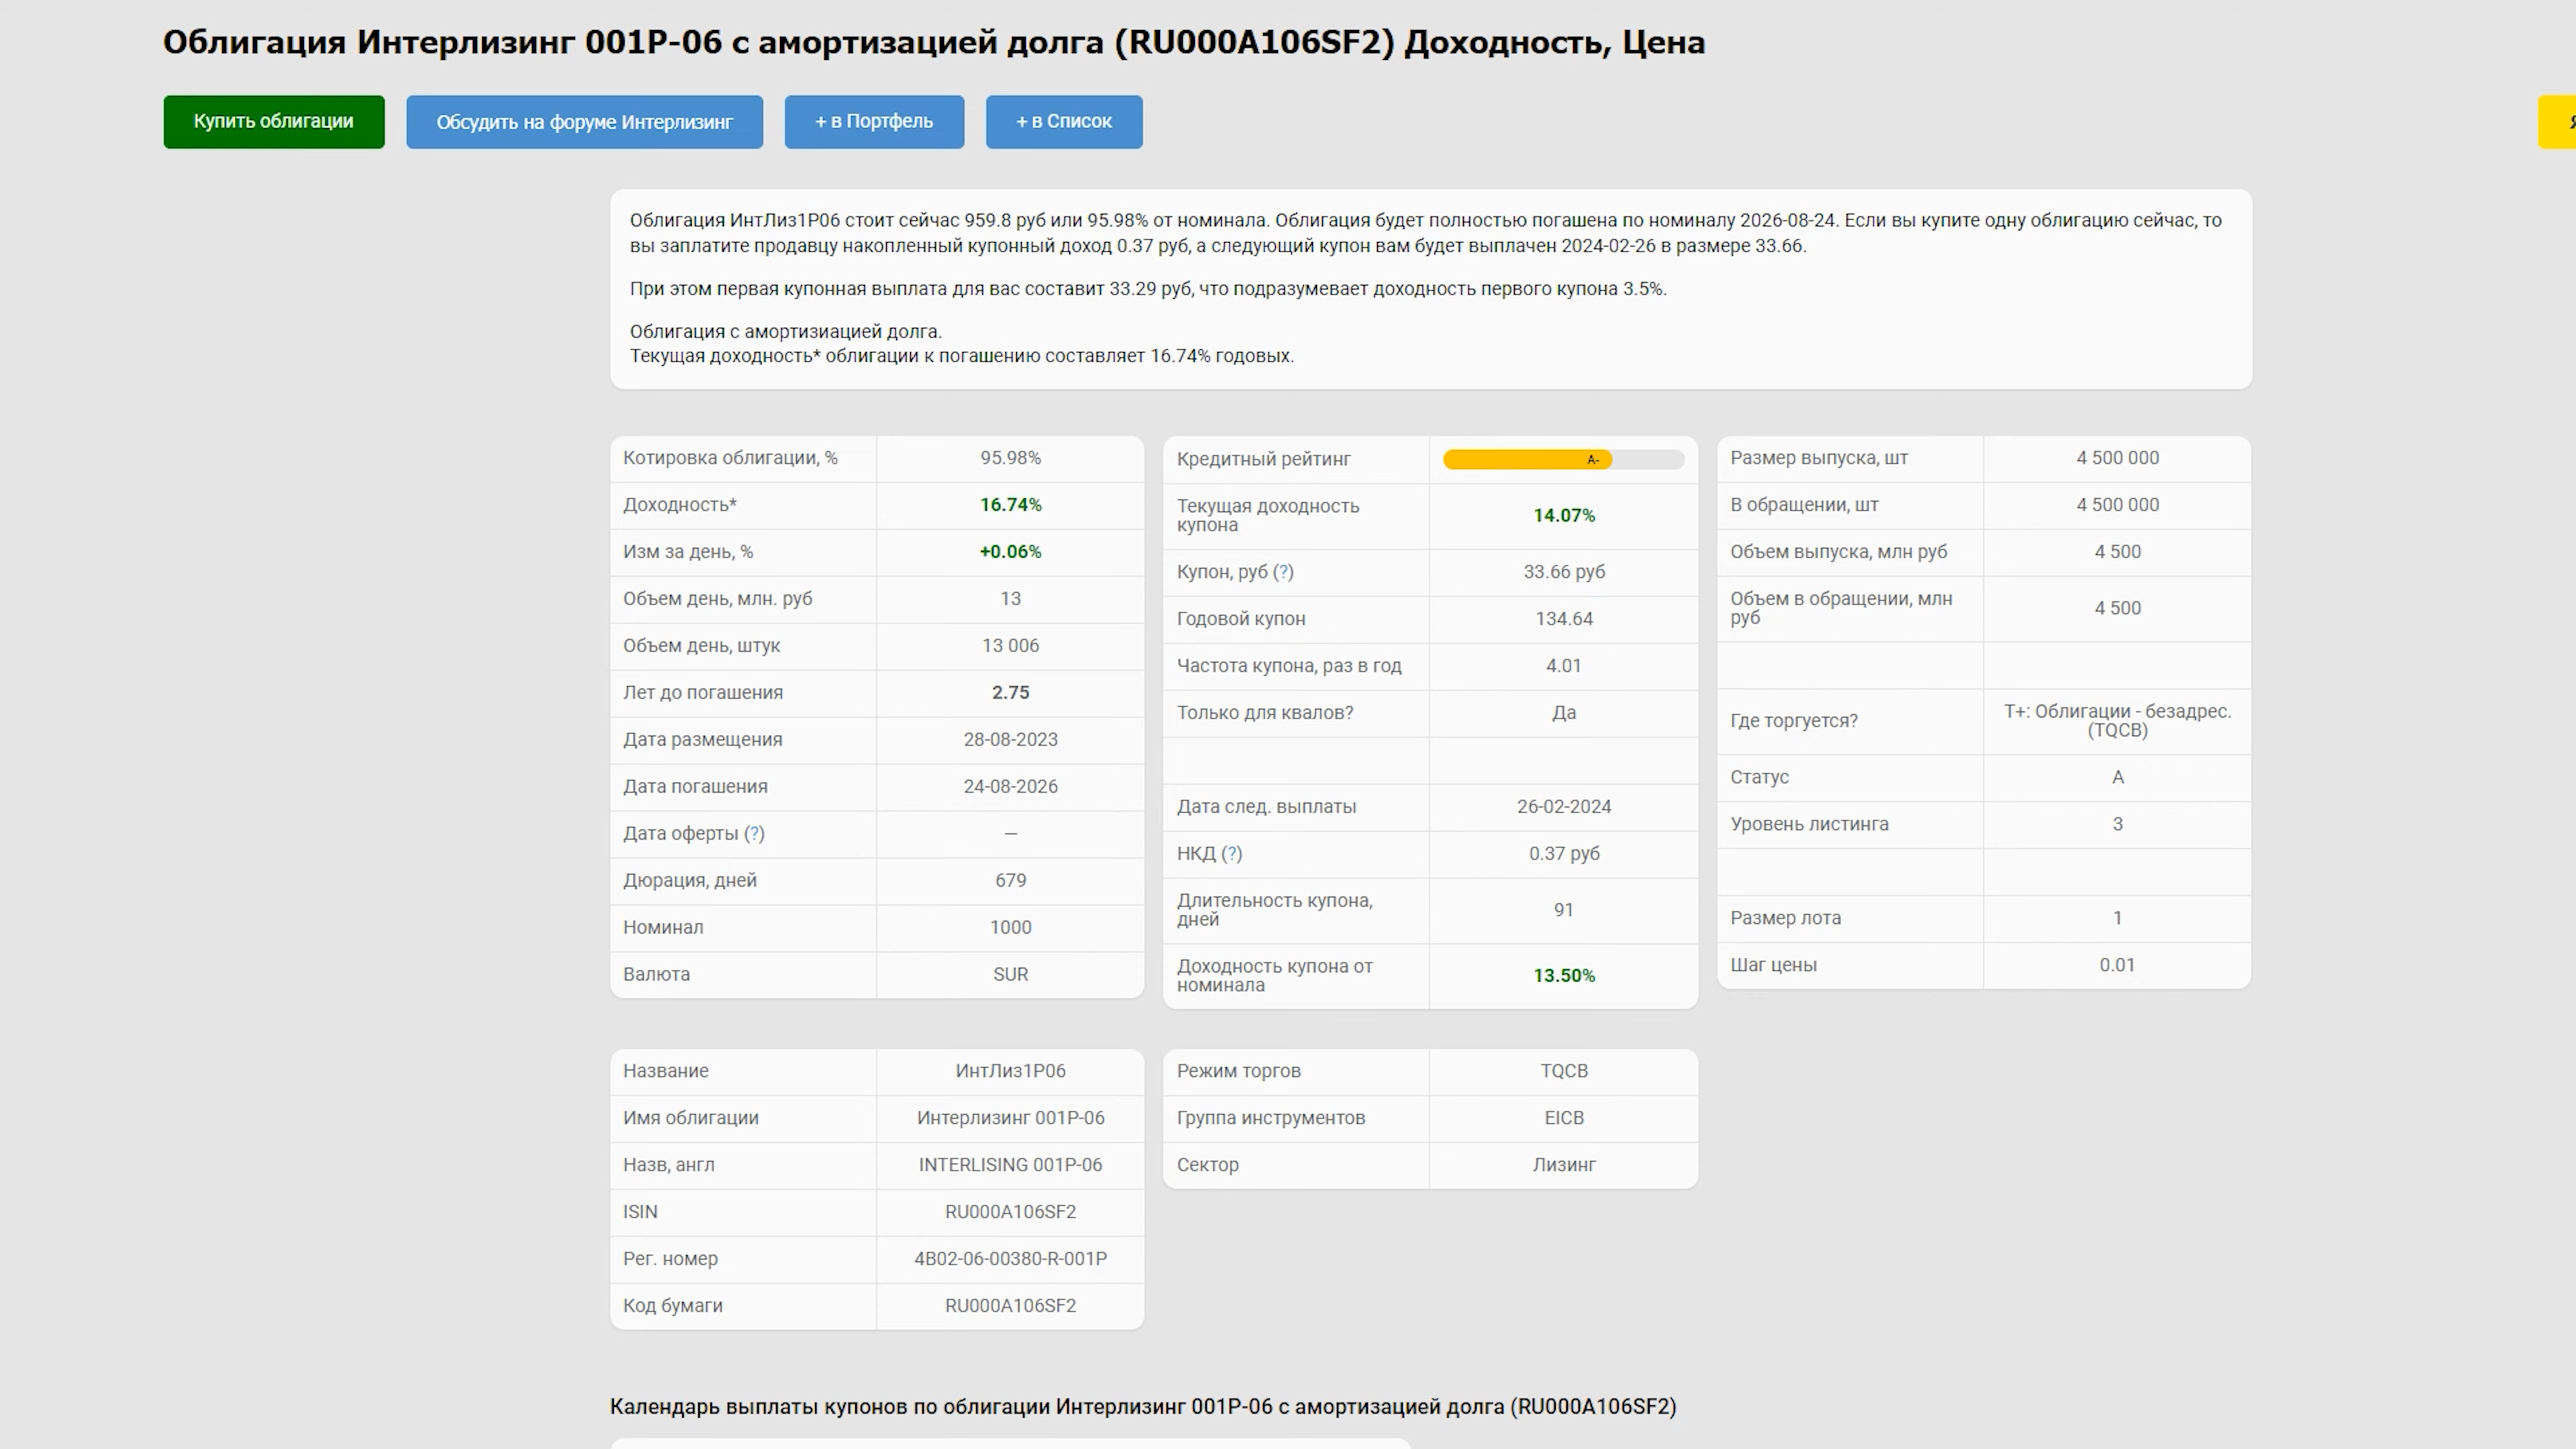 Облигация Интерлизинг 001P-06 с амортизацией долга (RU000A106SF2) Доходность, Цена
Купить облигации
Обсудить на форуме Интерлизинг
+ в Портфель
+ в Список
Облигация ИнтЛиз1Р06 стоит сейчас 959.8 руб или 95.98% от номинала. Облигация будет полностью погашена по номиналу 2026-08-24. Если вы купите одну облигацию сейчас, то
вы заплатите продавцу накопленный купонный доход 0.37 руб, а следующий купон вам будет выплачен 2024-02-26 в размере 33.66.
При этом первая купонная выплата для вас составит 33.29 руб, что подразумевает доходность первого купона 3.5%.
Облигация с амортизиацией долга.
Текущая доходность* облигации к погашению составляет 16.74% годовых.
Котировка облигации, % 95.98%
Доходность* 16.74%
Изм за день, % +0.06%
Объем день, млн. руб 13
Объем день, штук 13 006
Лет до погашения 2.75
Дата размещения 28-08-2023
Дата погашения 24-08-2026
Дата оферты (?) —
Дюрация, дней 679
Номинал 1000
Валюта SUR
Кредитный рейтинг A-
Текущая доходность
купона 14.07%
Купон, руб (?) 33.66 руб
Годовой купон 134.64
Частота купона, раз в год 4.01
Только для квалов? Да
Дата след. выплаты 26-02-2024
НКД (?) 0.37 руб
Длительность купона,
дней 91
Доходность купона от
номинала 13.50%
Размер выпуска, шт 4 500 000
В обращении, шт 4 500 000
Объем выпуска, млн руб 4 500
Объем в обращении, млн
руб 4 500
Где торгуется? Т+: Облигации - безадрес.
(TQCB)
Статус A
Уровень листинга 3
Размер лота 1
Шаг цены 0.01
Название ИнтЛиз1Р06
Имя облигации Интерлизинг 001P-06
Назв, англ INTERLISING 001P-06
ISIN RU000A106SF2
Рег. номер 4B02-06-00380-R-001P
Код бумаги RU000A106SF2
Режим торгов TQCB
Группа инструментов EICB
Сектор Лизинг
Календарь выплаты купонов по облигации Интерлизинг 001P-06 с амортизацией долга (RU000A106SF2)